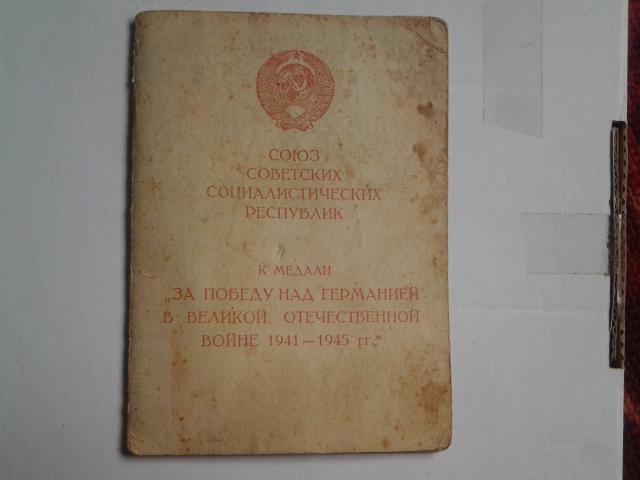 СОЮЗ
СОВЕТСКИХ
СОЦИАЛИСТИЧЕСКИХ
РЕСПУБЛИК
К МЕДАЛИ
„ЗА ПОБЕДУ НАД ГЕРМАНИЕЙ
В ВЕЛИКОЙ ОТЕЧЕСТВЕННОЙ
ВОЙНЕ 1941—1945 гг.“